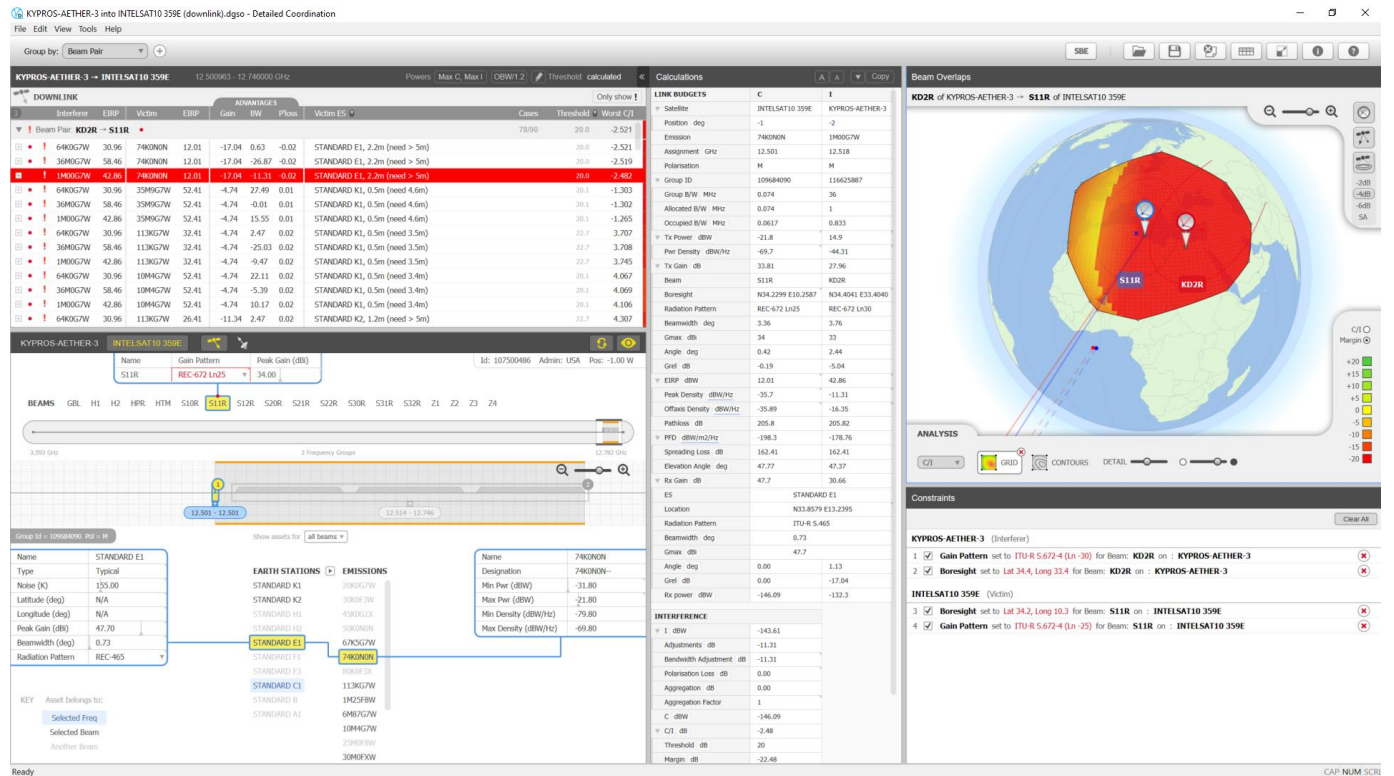 KYPROS-AETHER-3 into INTELSAT10 359E (downlink).dgso - Detailed Coordination
File Edit View Tools Help
Group by: Beam Pair
SBE
KYPROS-AETHER-3 → INTELSAT10 359E 12.500963 - 12.746000 GHz Powers Max C, Max I OBW/1.2 Threshold: calculated
DOWNLINK Only show !
ADVANTAGES
Interferer EIRP Victim EIRP Gain BW Ploss Victim ES Cases Threshold Worst C/I
! Beam Pair: KD2R → S11R 78/90 20.0 -2.521
! 64K0G7W 30.96 74K0N0N 12.01 -17.04 0.63 -0.02 STANDARD E1, 2.2m (need > 5m) 20.0 -2.521
! 36M0G7W 58.46 74K0N0N 12.01 -17.04 -26.87 -0.02 STANDARD E1, 2.2m (need > 5m) 20.0 -2.519
! 1M00G7W 42.86 74K0N0N 12.01 -17.04 -11.31 -0.02 STANDARD E1, 2.2m (need > 5m) 20.0 -2.482
! 64K0G7W 30.96 35M9G7W 52.41 -4.74 27.49 0.01 STANDARD K1, 0.5m (need 4.6m) 20.1 -1.303
! 36M0G7W 58.46 35M9G7W 52.41 -4.74 -0.01 0.01 STANDARD K1, 0.5m (need 4.6m) 20.1 -1.302
! 1M00G7W 42.86 35M9G7W 52.41 -4.74 15.55 0.01 STANDARD K1, 0.5m (need 4.6m) 20.1 -1.265
! 64K0G7W 30.96 113KG7W 32.41 -4.74 2.47 0.02 STANDARD K1, 0.5m (need 3.5m) 22.7 3.707
! 36M0G7W 58.46 113KG7W 32.41 -4.74 -25.03 0.02 STANDARD K1, 0.5m (need 3.5m) 22.7 3.708
! 1M00G7W 42.86 113KG7W 32.41 -4.74 -9.47 0.02 STANDARD K1, 0.5m (need 3.5m) 22.7 3.745
! 64K0G7W 30.96 10M4G7W 52.41 -4.74 22.11 0.02 STANDARD K1, 0.5m (need 3.4m) 20.1 4.067
! 36M0G7W 58.46 10M4G7W 52.41 -4.74 -5.39 0.02 STANDARD K1, 0.5m (need 3.4m) 20.1 4.069
! 1M00G7W 42.86 10M4G7W 52.41 -4.74 10.17 0.02 STANDARD K1, 0.5m (need 3.4m) 20.1 4.106
! 64K0G7W 30.96 113KG7W 26.41 -11.34 2.47 0.02 STANDARD K2, 1.2m (need > 5m) 22.7 4.307
KYPROS-AETHER-3 INTELSAT10 359E
Name Gain Pattern Peak Gain (dBi)
S11R REC-672 Ln25 34.00
Id: 107500486 Admin: USA Pos: -1.00 W
BEAMS GBL H1 H2 HPR HTM S10R S11R S12R S20R S21R S22R S30R S31R S32R Z1 Z2 Z3 Z4
3.593 GHz 2 Frequency Groups 12.782 GHz
1 2
12.501 - 12.501 12.514 - 12.746
Group Id = 109684090 Pol = M
Show assets for all beams
Name STANDARD E1
Type Typical
Noise (K) 155.00
Latitude (deg) N/A
Longitude (deg) N/A
Peak Gain (dBi) 47.70
Beamwidth (deg) 0.73
Radiation Pattern REC-465
KEY Asset belongs to:
Selected Freq
Selected Beam
Another Beam
EARTH STATIONS EMISSIONS
STANDARD K1 20K0G7W
STANDARD K2 30K0F3W
STANDARD H1 45K0G1X
STANDARD H2 56K0N0N
STANDARD E1 67K5G7W
STANDARD F1 74K0N0N
STANDARD F2 80K0F3X
STANDARD C1 113KG7W
STANDARD B 1M25F8W
STANDARD A1 6M87G7W
10M4G7W
25M0F8W
30M0FXW
Name 74K0N0N
Designation 74K0N0N--
Min Pwr (dBW) -31.80
Max Pwr (dBW) -21.80
Min Density (dBW/Hz) -79.80
Max Density (dBW/Hz) -69.80
Calculations A A Copy
LINK BUDGETS C I
Satellite INTELSAT10 359E KYPROS-AETHER-3
Position deg -1 -2
Emission 74K0N0N 1M00G7W
Assignment GHz 12.501 12.518
Polarisation M M
Group ID 109684090 116625887
Group B/W MHz 0.074 36
Allocated B/W MHz 0.074 1
Occupied B/W MHz 0.0617 0.833
Tx Power dBW -21.8 14.9
Pwr Density dBW/Hz -69.7 -44.31
Tx Gain dB 33.81 27.96
Beam S11R KD2R
Boresight N34.2299 E10.2587 N34.4041 E33.4040
Radiation Pattern REC-672 Ln25 REC-672 Ln30
Beamwidth deg 3.36 3.76
Gmax dBi 34 33
Angle deg 0.42 2.44
Grel dB -0.19 -5.04
EIRP dBW 12.01 42.86
Peak Density dBW/Hz -35.7 -11.31
Offaxis Density dBW/Hz -35.89 -16.35
Pathloss dB 205.8 205.82
PFD dBW/m2/Hz -198.3 -178.76
Spreading Loss dB 162.41 162.41
Elevation Angle deg 47.77 47.37
Rx Gain dB 47.7 30.66
ES STANDARD E1
Location N33.8579 E13.2395
Radiation Pattern ITU-R S.465
Beamwidth deg 0.73
Gmax dBi 47.7
Angle deg 0.00 1.13
Grel dB 0.00 -17.04
Rx power dBW -146.09 -132.3
INTERFERENCE
I dBW -143.61
Adjustments dB -11.31
Bandwidth Adjustment dB -11.31
Polarisation Loss dB 0.00
Aggregation dB 0.00
Aggregation Factor 1
C dBW -146.09
C/I dB -2.48
Threshold dB 20
Margin dB -22.48
Beam Overlaps
KD2R of KYPROS-AETHER-3 → S11R of INTELSAT10 359E
-2dB
-4dB
-6dB
SA
S11R KD2R
C/I
Margin
+20
+15
+10
+5
0
-5
-10
-15
-20
ANALYSIS
C/I GRID CONTOURS DETAIL
Constraints
Clear All
KYPROS-AETHER-3 (Interferer)
1 Gain Pattern set to ITU-R S.672-4 (Ln -30) for Beam: KD2R on : KYPROS-AETHER-3
2 Boresight set to Lat 34.4, Long 33.4 for Beam: KD2R on : KYPROS-AETHER-3
INTELSAT10 359E (Victim)
3 Boresight set to Lat 34.2, Long 10.3 for Beam: S11R on : INTELSAT10 359E
4 Gain Pattern set to ITU-R S.672-4 (Ln -25) for Beam: S11R on : INTELSAT10 359E
Ready CAP NUM SCRL